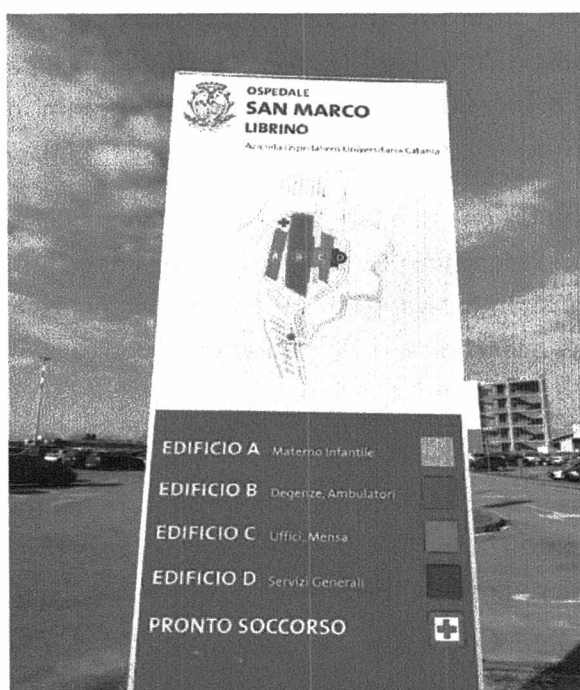 OSPEDALE
SAN MARCO
LIBRINO
Azienda Ospedaliero Universitaria Catania
A B C D
EDIFICIO A Materno Infantile
EDIFICIO B Degenze, Ambulatori
EDIFICIO C Uffici, Mensa
EDIFICIO D Servizi Generali
PRONTO SOCCORSO